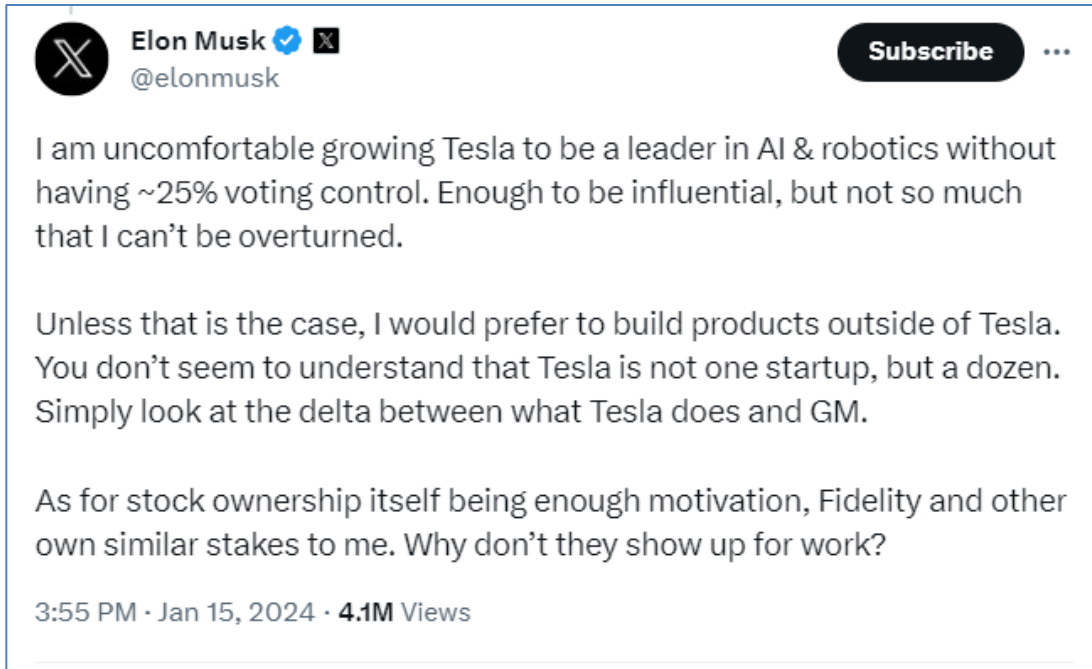 Elon Musk
Subscribe
@elonmusk
I am uncomfortable growing Tesla to be a leader in AI & robotics without
having ~25% voting control. Enough to be influential, but not so much
that I can’t be overturned.
Unless that is the case, I would prefer to build products outside of Tesla.
You don’t seem to understand that Tesla is not one startup, but a dozen.
Simply look at the delta between what Tesla does and GM.
As for stock ownership itself being enough motivation, Fidelity and other
own similar stakes to me. Why don’t they show up for work?
3:55 PM · Jan 15, 2024 · 4.1M Views